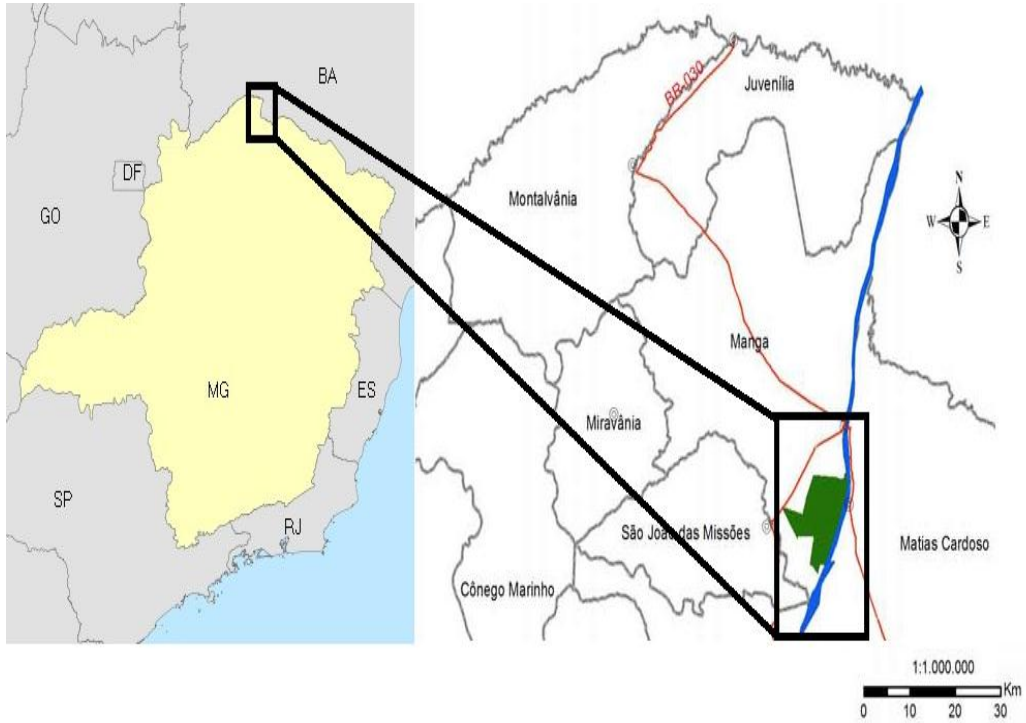 BA
DF
GO
MG
ES
SP
RJ
BR-030
Juvenília
Montalvânia
N
W
E
S
Manga
Miravânia
São João das Missões
Matias Cardoso
Cônego Marinho
1:1.000.000
Km
0 10 20 30